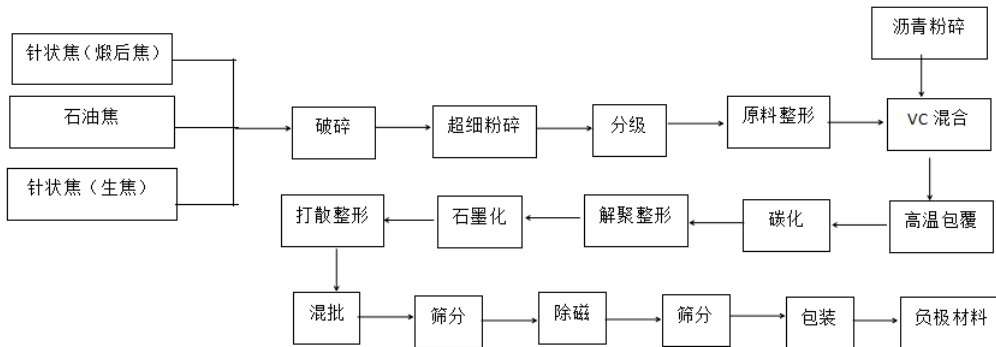 沥青粉碎
针状焦（煅后焦）
石油焦
针状焦（生焦）
破碎
超细粉碎
分级
原料整形
VC 混合
打散整形
石墨化
解聚整形
碳化
高温包覆
混批
筛分
除磁
筛分
包装
负极材料